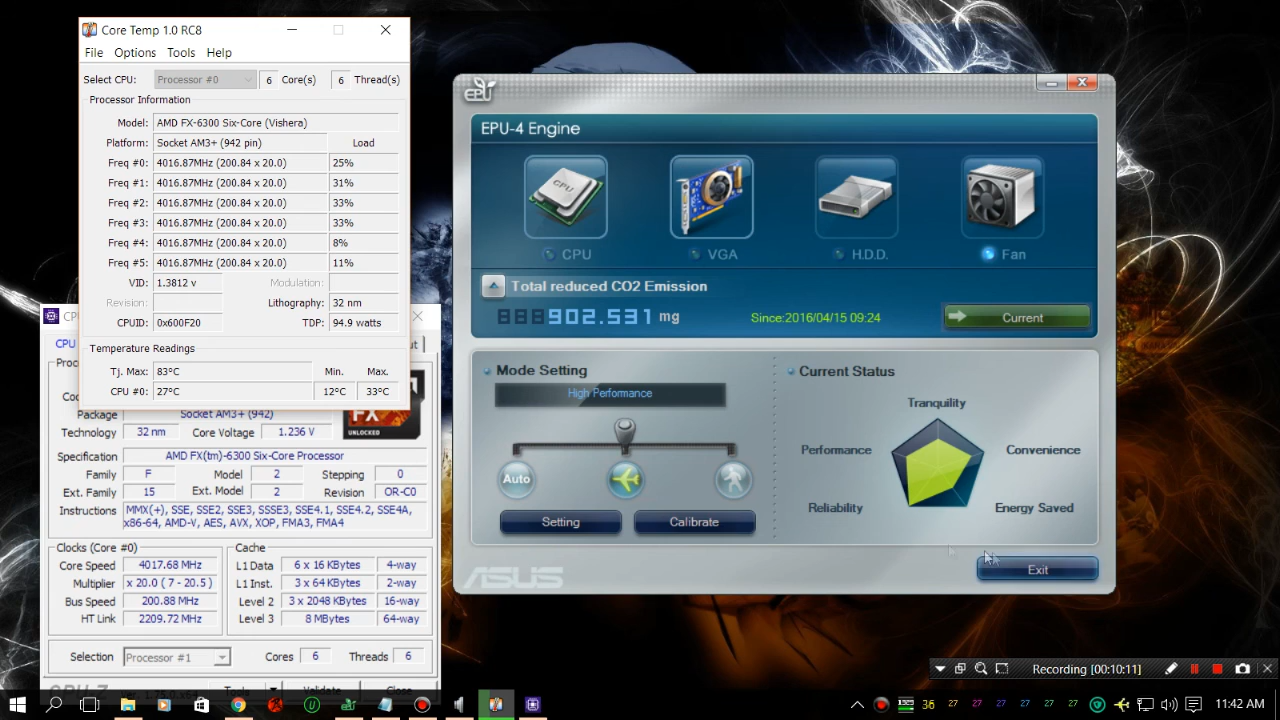 Core Temp 1.0 RC8
File Options Tools Help
Select CPU: Processor #0 6 Core(s) 6 Thread(s)
Processor Information
Model: AMD FX-6300 Six-Core (Vishera)
Platform: Socket AM3+ (942 pin) Load
Freq #0: 4016.87MHz (200.84 x 20.0) 25%
Freq #1: 4016.87MHz (200.84 x 20.0) 31%
Freq #2: 4016.87MHz (200.84 x 20.0) 33%
Freq #3: 4016.87MHz (200.84 x 20.0) 33%
Freq #4: 4016.87MHz (200.84 x 20.0) 8%
Freq #5: 4016.87MHz (200.84 x 20.0) 11%
VID: 1.3812 v Modulation:
Revision: Lithography: 32 nm
CPUID: 0x600F20 TDP: 94.9 watts
Temperature Readings
Tj. Max: 83°C Min. Max.
CPU #0: 27°C 12°C 33°C
CPU
Package Socket AM3+ (942)
Technology 32 nm Core Voltage 1.236 V
FX
UNLOCKED
Specification AMD FX(tm)-6300 Six-Core Processor
Family F Model 2 Stepping 0
Ext. Family 15 Ext. Model 2 Revision OR-C0
Instructions MMX(+), SSE, SSE2, SSE3, SSSE3, SSE4.1, SSE4.2, SSE4A,
x86-64, AMD-V, AES, AVX, XOP, FMA3, FMA4
Clocks (Core #0) Cache
Core Speed 4017.68 MHz L1 Data 6 x 16 KBytes 4-way
Multiplier x 20.0 ( 7 - 20.5 ) L1 Inst. 3 x 64 KBytes 2-way
Bus Speed 200.88 MHz Level 2 3 x 2048 KBytes 16-way
HT Link 2209.72 MHz Level 3 8 MBytes 64-way
Selection Processor #1 Cores 6 Threads 6
EPU
EPU-4 Engine
CPU
CPU VGA H.D.D. Fan
Total reduced CO2 Emission
902.531 mg Since:2016/04/15 09:24 Current
Mode Setting
High Performance
Auto
Setting Calibrate
Current Status
Tranquility
Performance Convenience
Reliability Energy Saved
ASUS
Exit
Recording [00:10:11]
27 27 27 27 27 11:42 AM